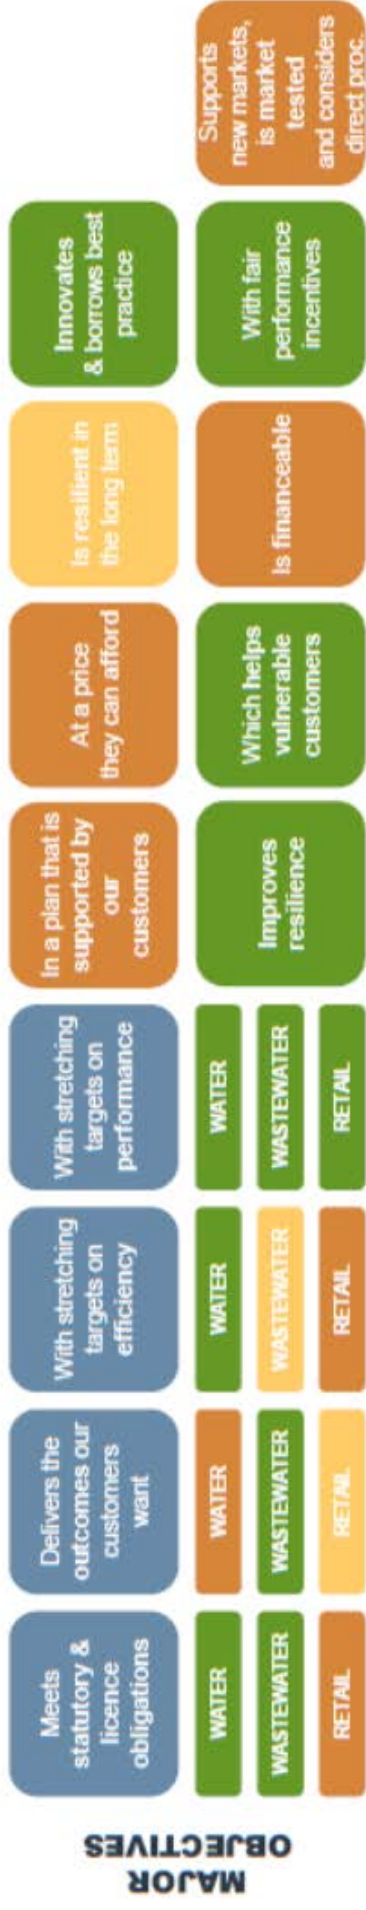 MAJOR
OBJECTIVES
Meets
statutory &
licence
obligations
Delivers the
outcomes our
customers
want
With stretching
targets on
efficiency
With stretching
targets on
performance
In a plan that is
supported by
our
customers
At a price
they can afford
Is resilient in
the long term
Innovates
& borrows best
practice
WATER
WASTEWATER
RETAIL
WATER
WASTEWATER
RETAIL
WATER
WASTEWATER
RETAIL
WATER
WASTEWATER
RETAIL
Improves
resilience
Which helps
vulnerable
customers
Is financeable
With fair
performance
incentives
Supports
new markets,
is market
tested
and considers
direct proc.